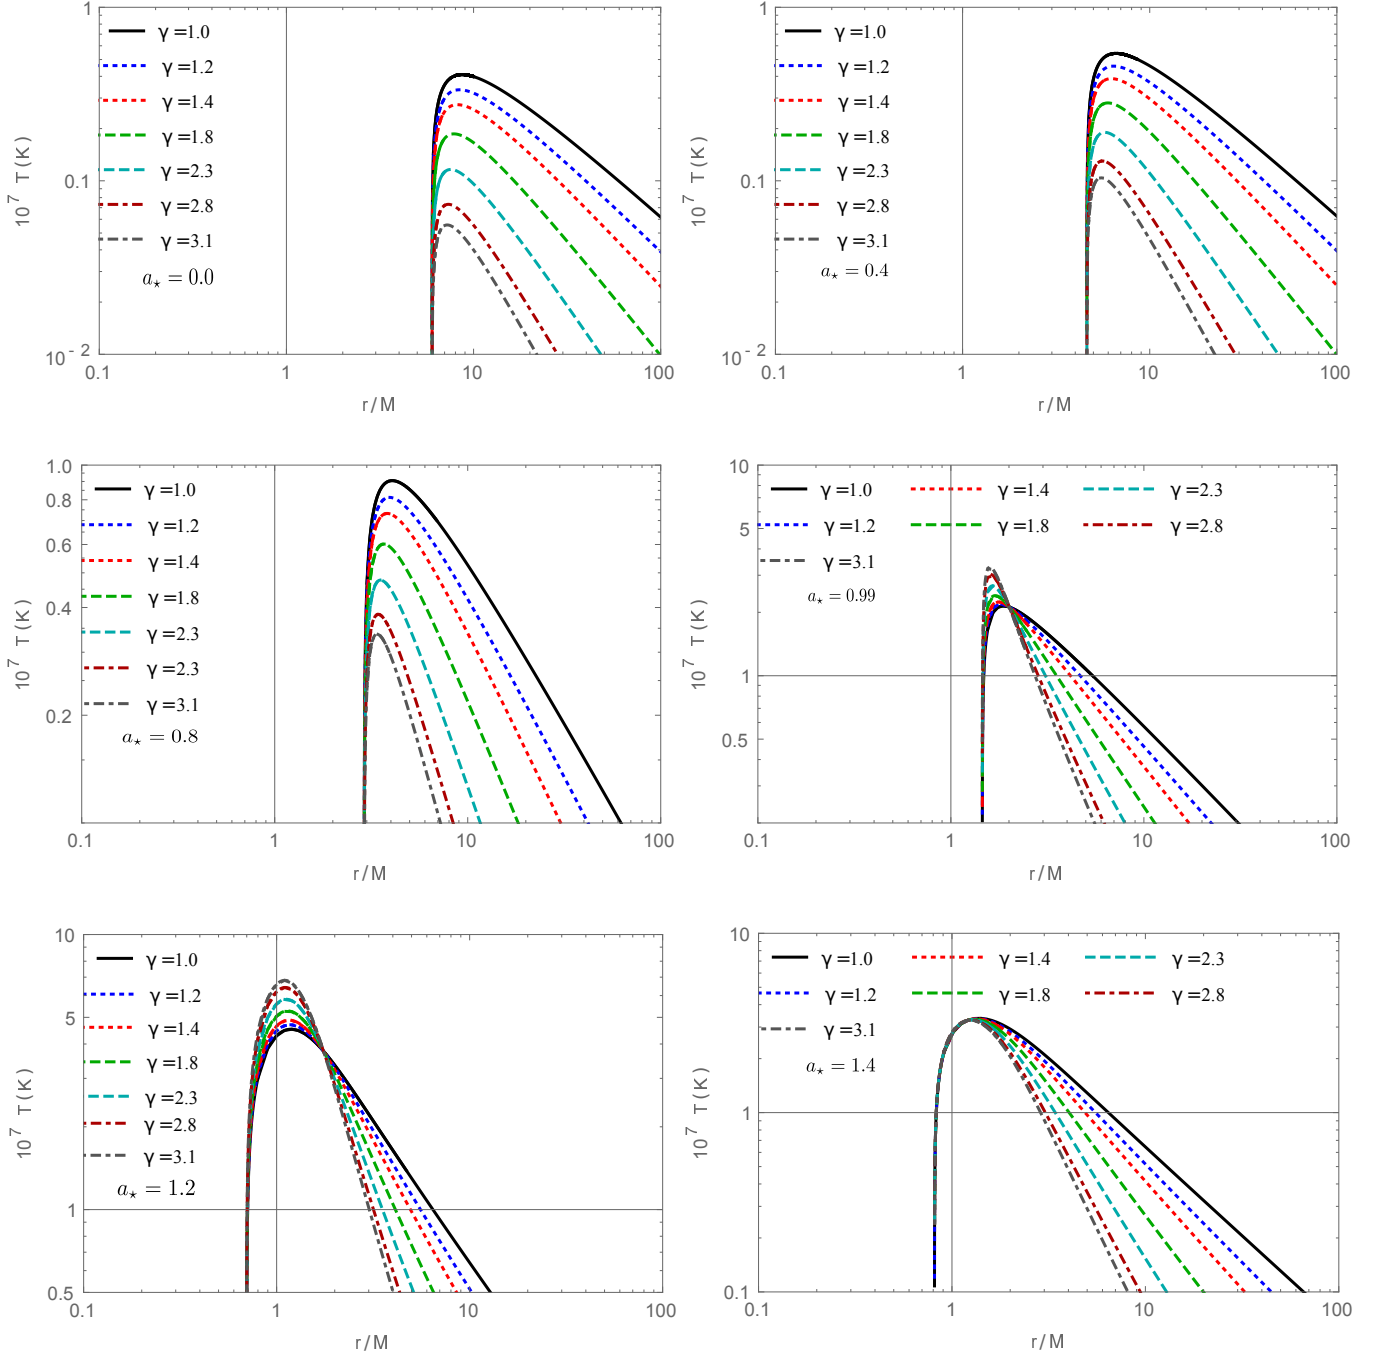 1
0.1
10⁻²
10⁷ T(K)
γ=1.0
γ=1.2
γ=1.4
γ=1.8
γ=2.3
γ=2.8
γ=3.1
a⋆ = 0.0
0.1 1 10 100
r/M
1
0.1
10⁻²
10⁷ T(K)
γ=1.0
γ=1.2
γ=1.4
γ=1.8
γ=2.3
γ=2.8
γ=3.1
a⋆ = 0.4
0.1 1 10 100
r/M
1.0
0.8
0.6
0.4
0.2
10⁷ T(K)
γ=1.0
γ=1.2
γ=1.4
γ=1.8
γ=2.3
γ=2.3
γ=3.1
a⋆ = 0.8
0.1 1 10 100
r/M
10
5
1
0.5
10⁷ T(K)
γ=1.0 γ=1.4 γ=2.3
γ=1.2 γ=1.8 γ=2.8
γ=3.1
a⋆ = 0.99
0.1 1 10 100
r/M
10
5
1
0.5
10⁷ T(K)
γ=1.0
γ=1.2
γ=1.4
γ=1.8
γ=2.3
γ=2.8
γ=3.1
a⋆ = 1.2
0.1 1 10 100
r/M
10
5
1
0.5
0.1
10⁷ T(K)
γ=1.0 γ=1.4 γ=2.3
γ=1.2 γ=1.8 γ=2.8
γ=3.1
a⋆ = 1.4
0.1 1 10 100
r/M